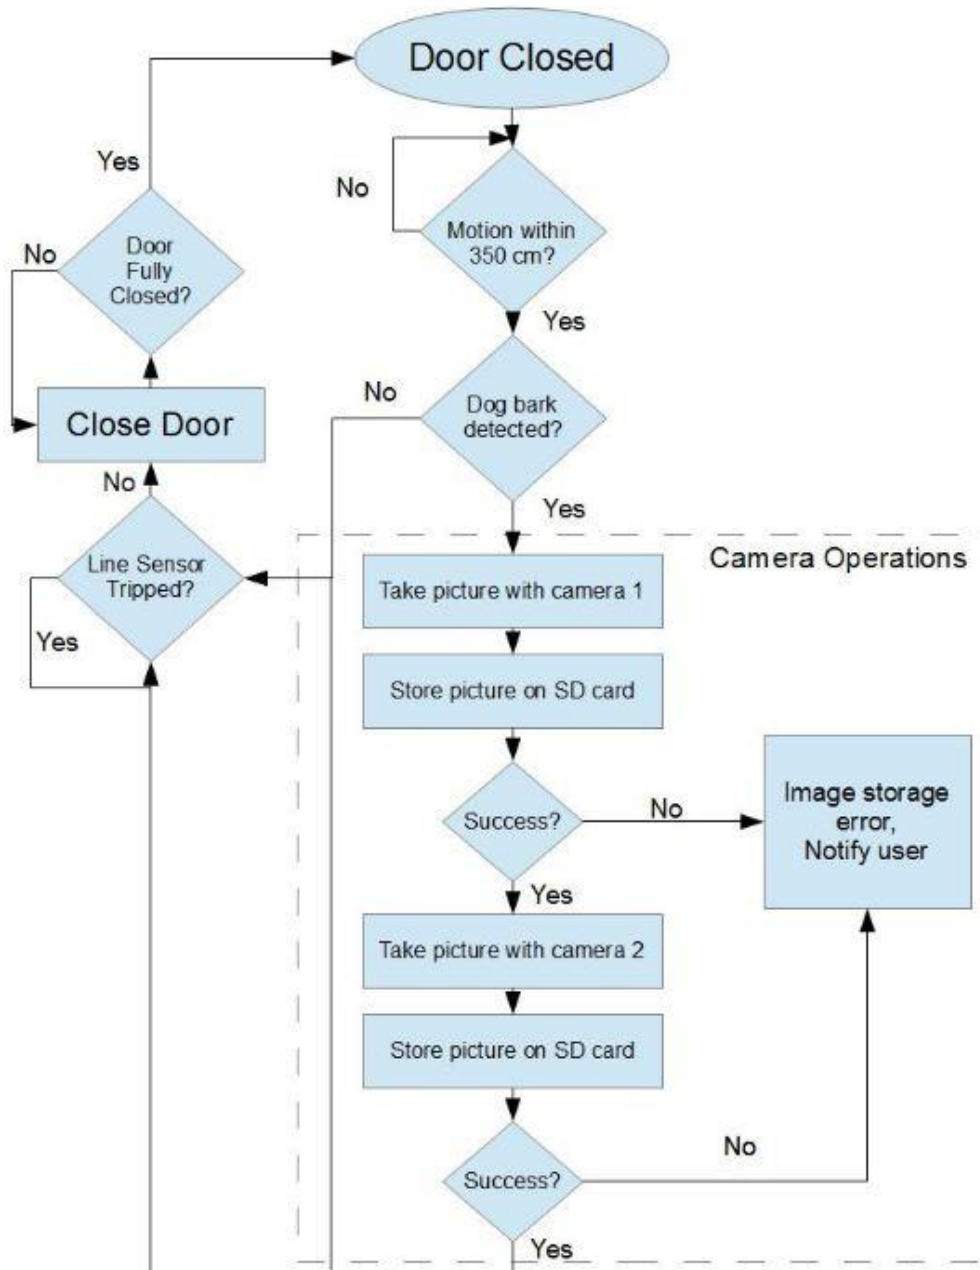 Door Closed
Yes
No
Motion within
350 cm?
Door
Fully
Closed?
No
Yes
No
Dog bark
detected?
Close Door
No
Yes
Camera Operations
Line Sensor
Tripped?
Take picture with camera 1
Yes
Store picture on SD card
Image storage
error,
Notify user
No
Success?
Yes
Take picture with camera 2
Store picture on SD card
No
Success?
Yes